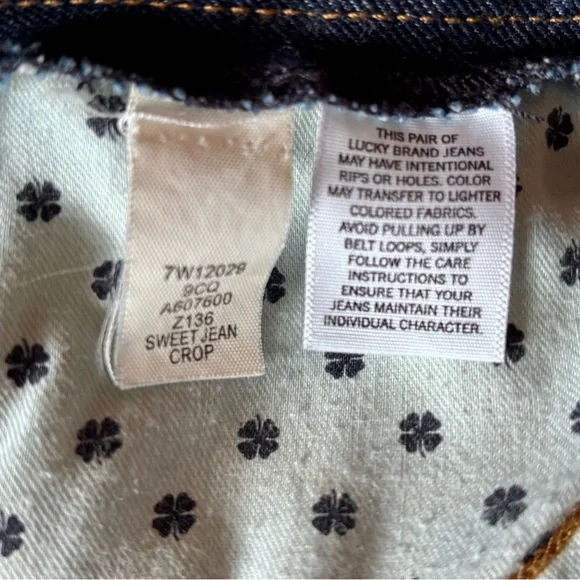 7W12029
9CQ
A607600
Z136
SWEET JEAN
CROP
THIS PAIR OF
LUCKY BRAND JEANS
MAY HAVE INTENTIONAL
RIPS OR HOLES. COLOR
MAY TRANSFER TO LIGHTER
COLORED FABRICS.
AVOID PULLING UP BY
BELT LOOPS, SIMPLY
FOLLOW THE CARE
INSTRUCTIONS TO
ENSURE THAT YOUR
JEANS MAINTAIN THEIR
INDIVIDUAL CHARACTER.